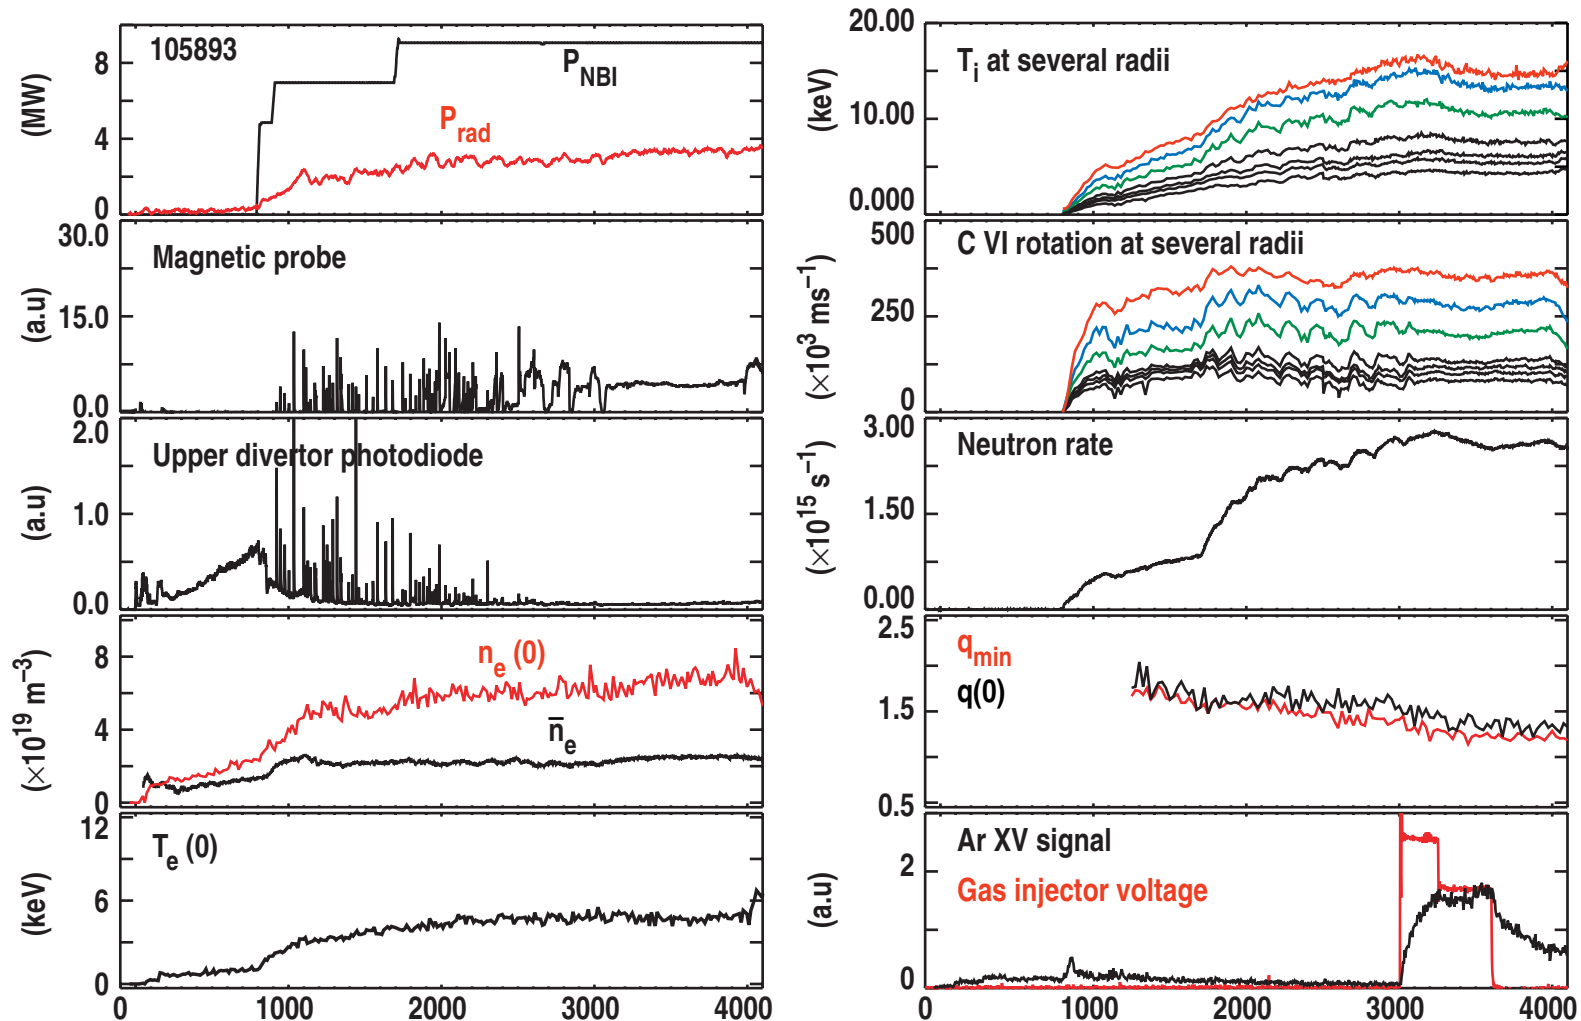 105893
P_NBI
P_rad
(MW)
8
4
0
Magnetic probe
(a.u)
30.0
15.0
0.0
Upper divertor photodiode
(a.u)
2.0
1.0
0.0
n_e (0)
n̅_e
(×10^19 m^–3)
8
4
0
T_e (0)
(keV)
12
6
0
0 1000 2000 3000 4000
T_i at several radii
(keV)
20.00
10.00
0.000
C VI rotation at several radii
(×10^3 ms^–1)
500
250
0
Neutron rate
(×10^15 s^–1)
3.00
1.50
0.00
q_min
q(0)
2.5
1.5
0.5
Ar XV signal
Gas injector voltage
(a.u)
2
0
0 1000 2000 3000 4000